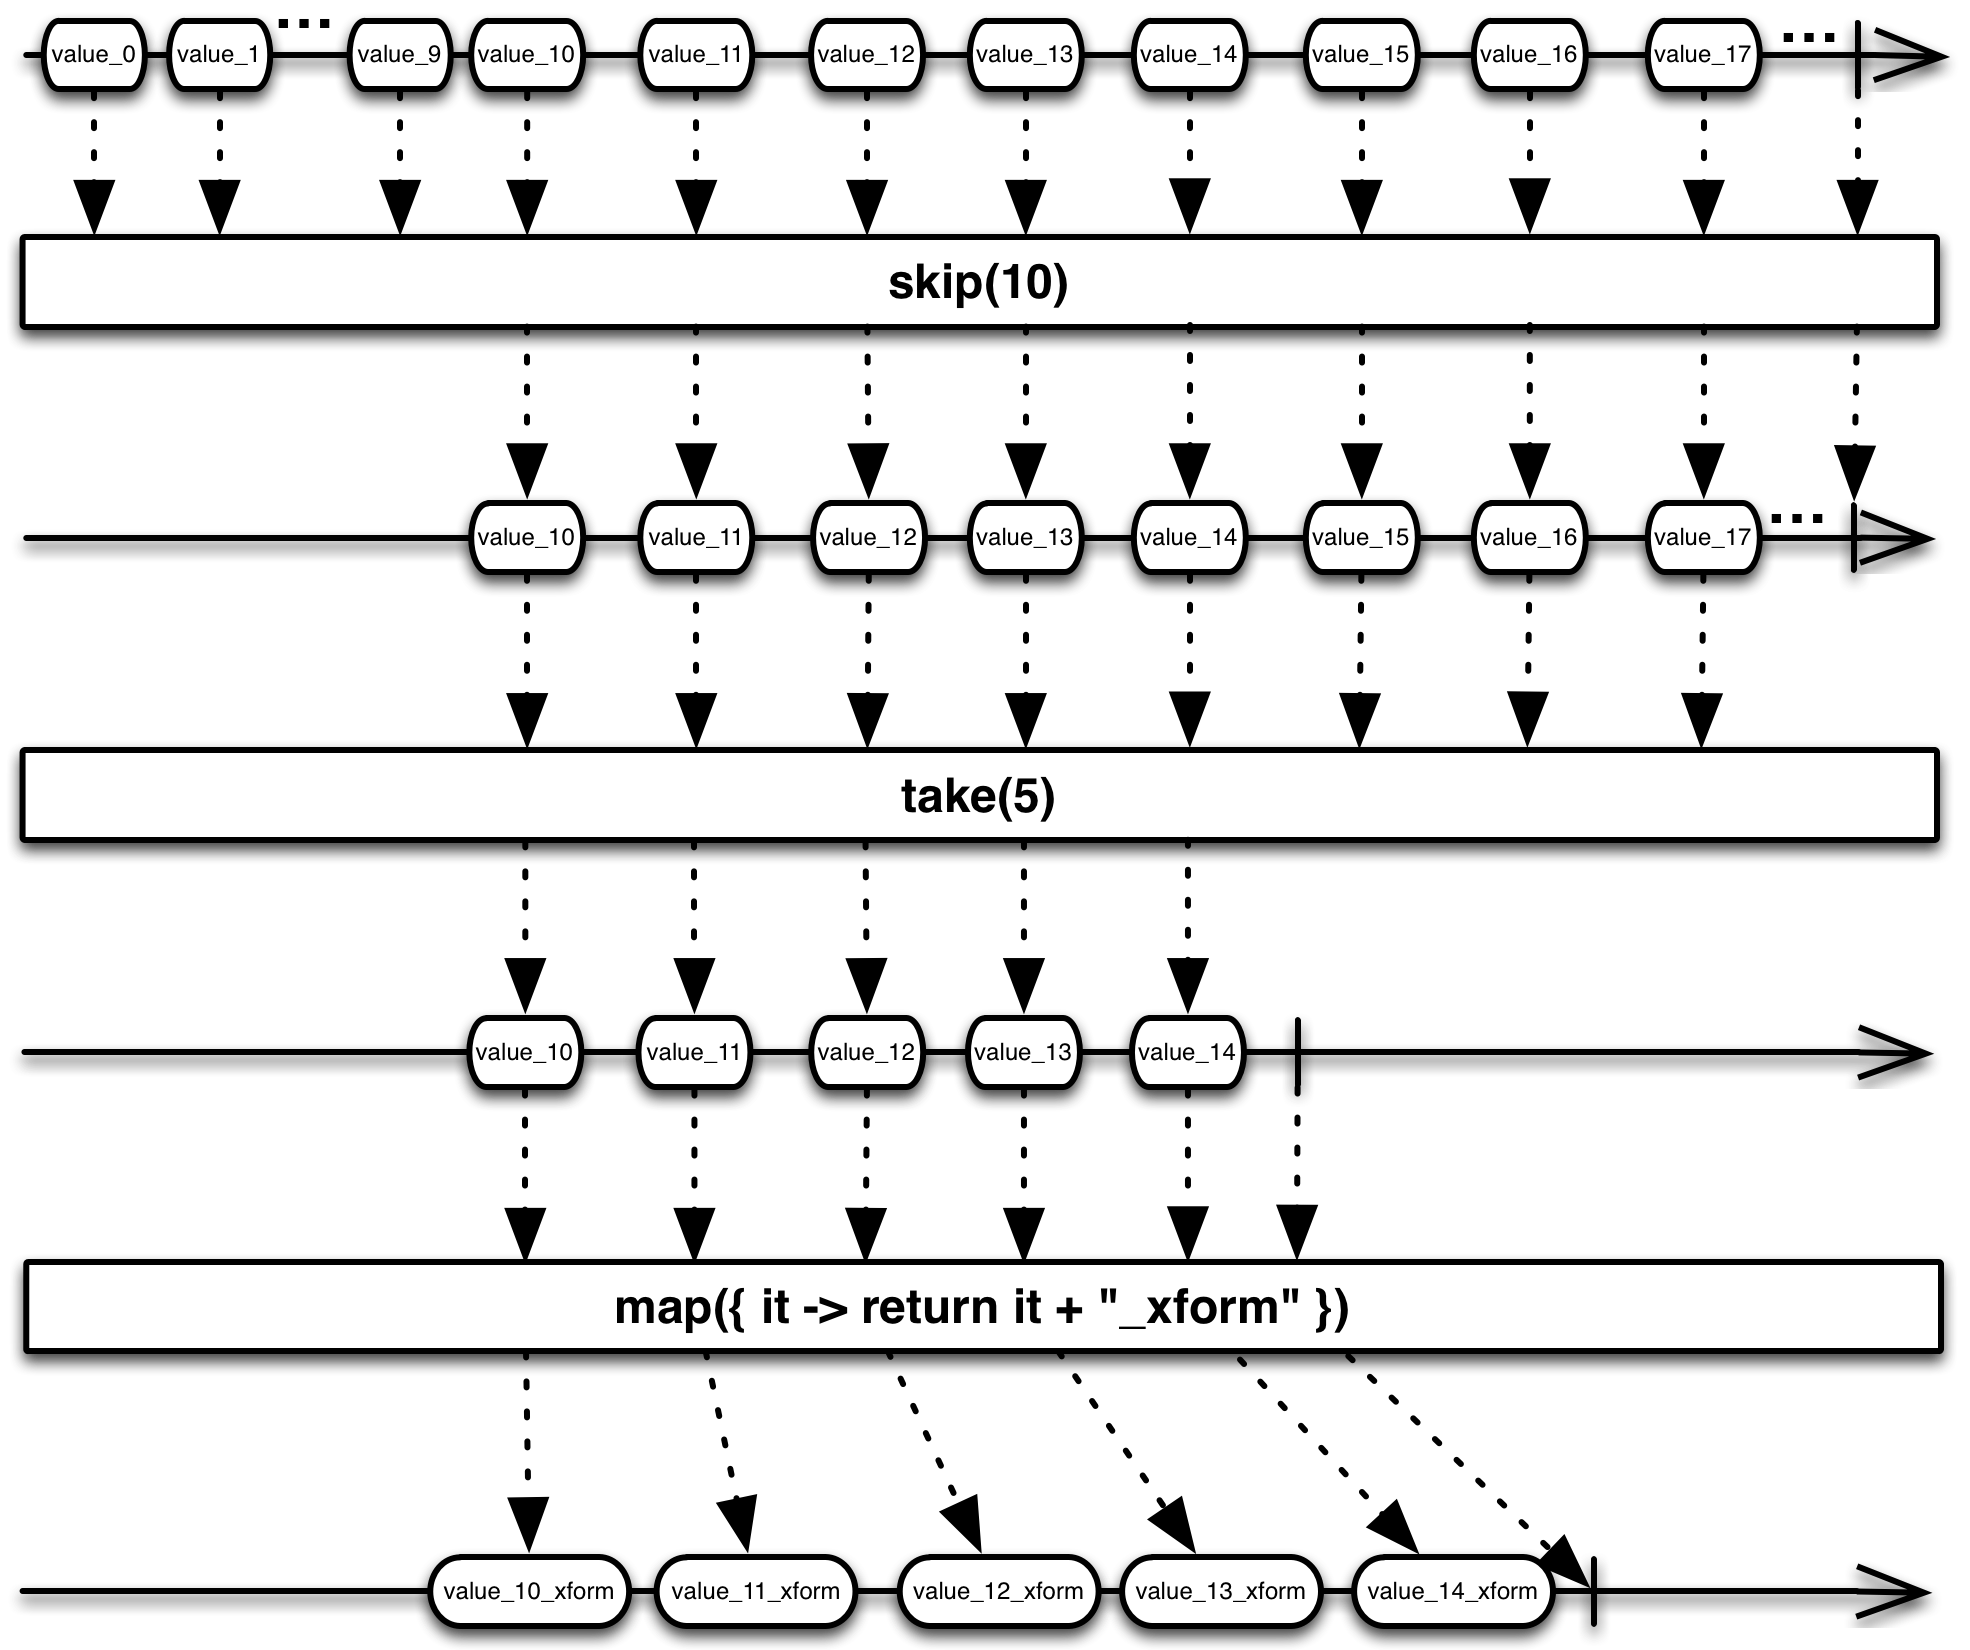 value_0 value_1 ... value_9 value_10 value_11 value_12 value_13 value_14 value_15 value_16 value_17 ...
skip(10)
value_10 value_11 value_12 value_13 value_14 value_15 value_16 value_17 ...
take(5)
value_10 value_11 value_12 value_13 value_14
map({ it -> return it + "_xform" })
value_10_xform value_11_xform value_12_xform value_13_xform value_14_xform